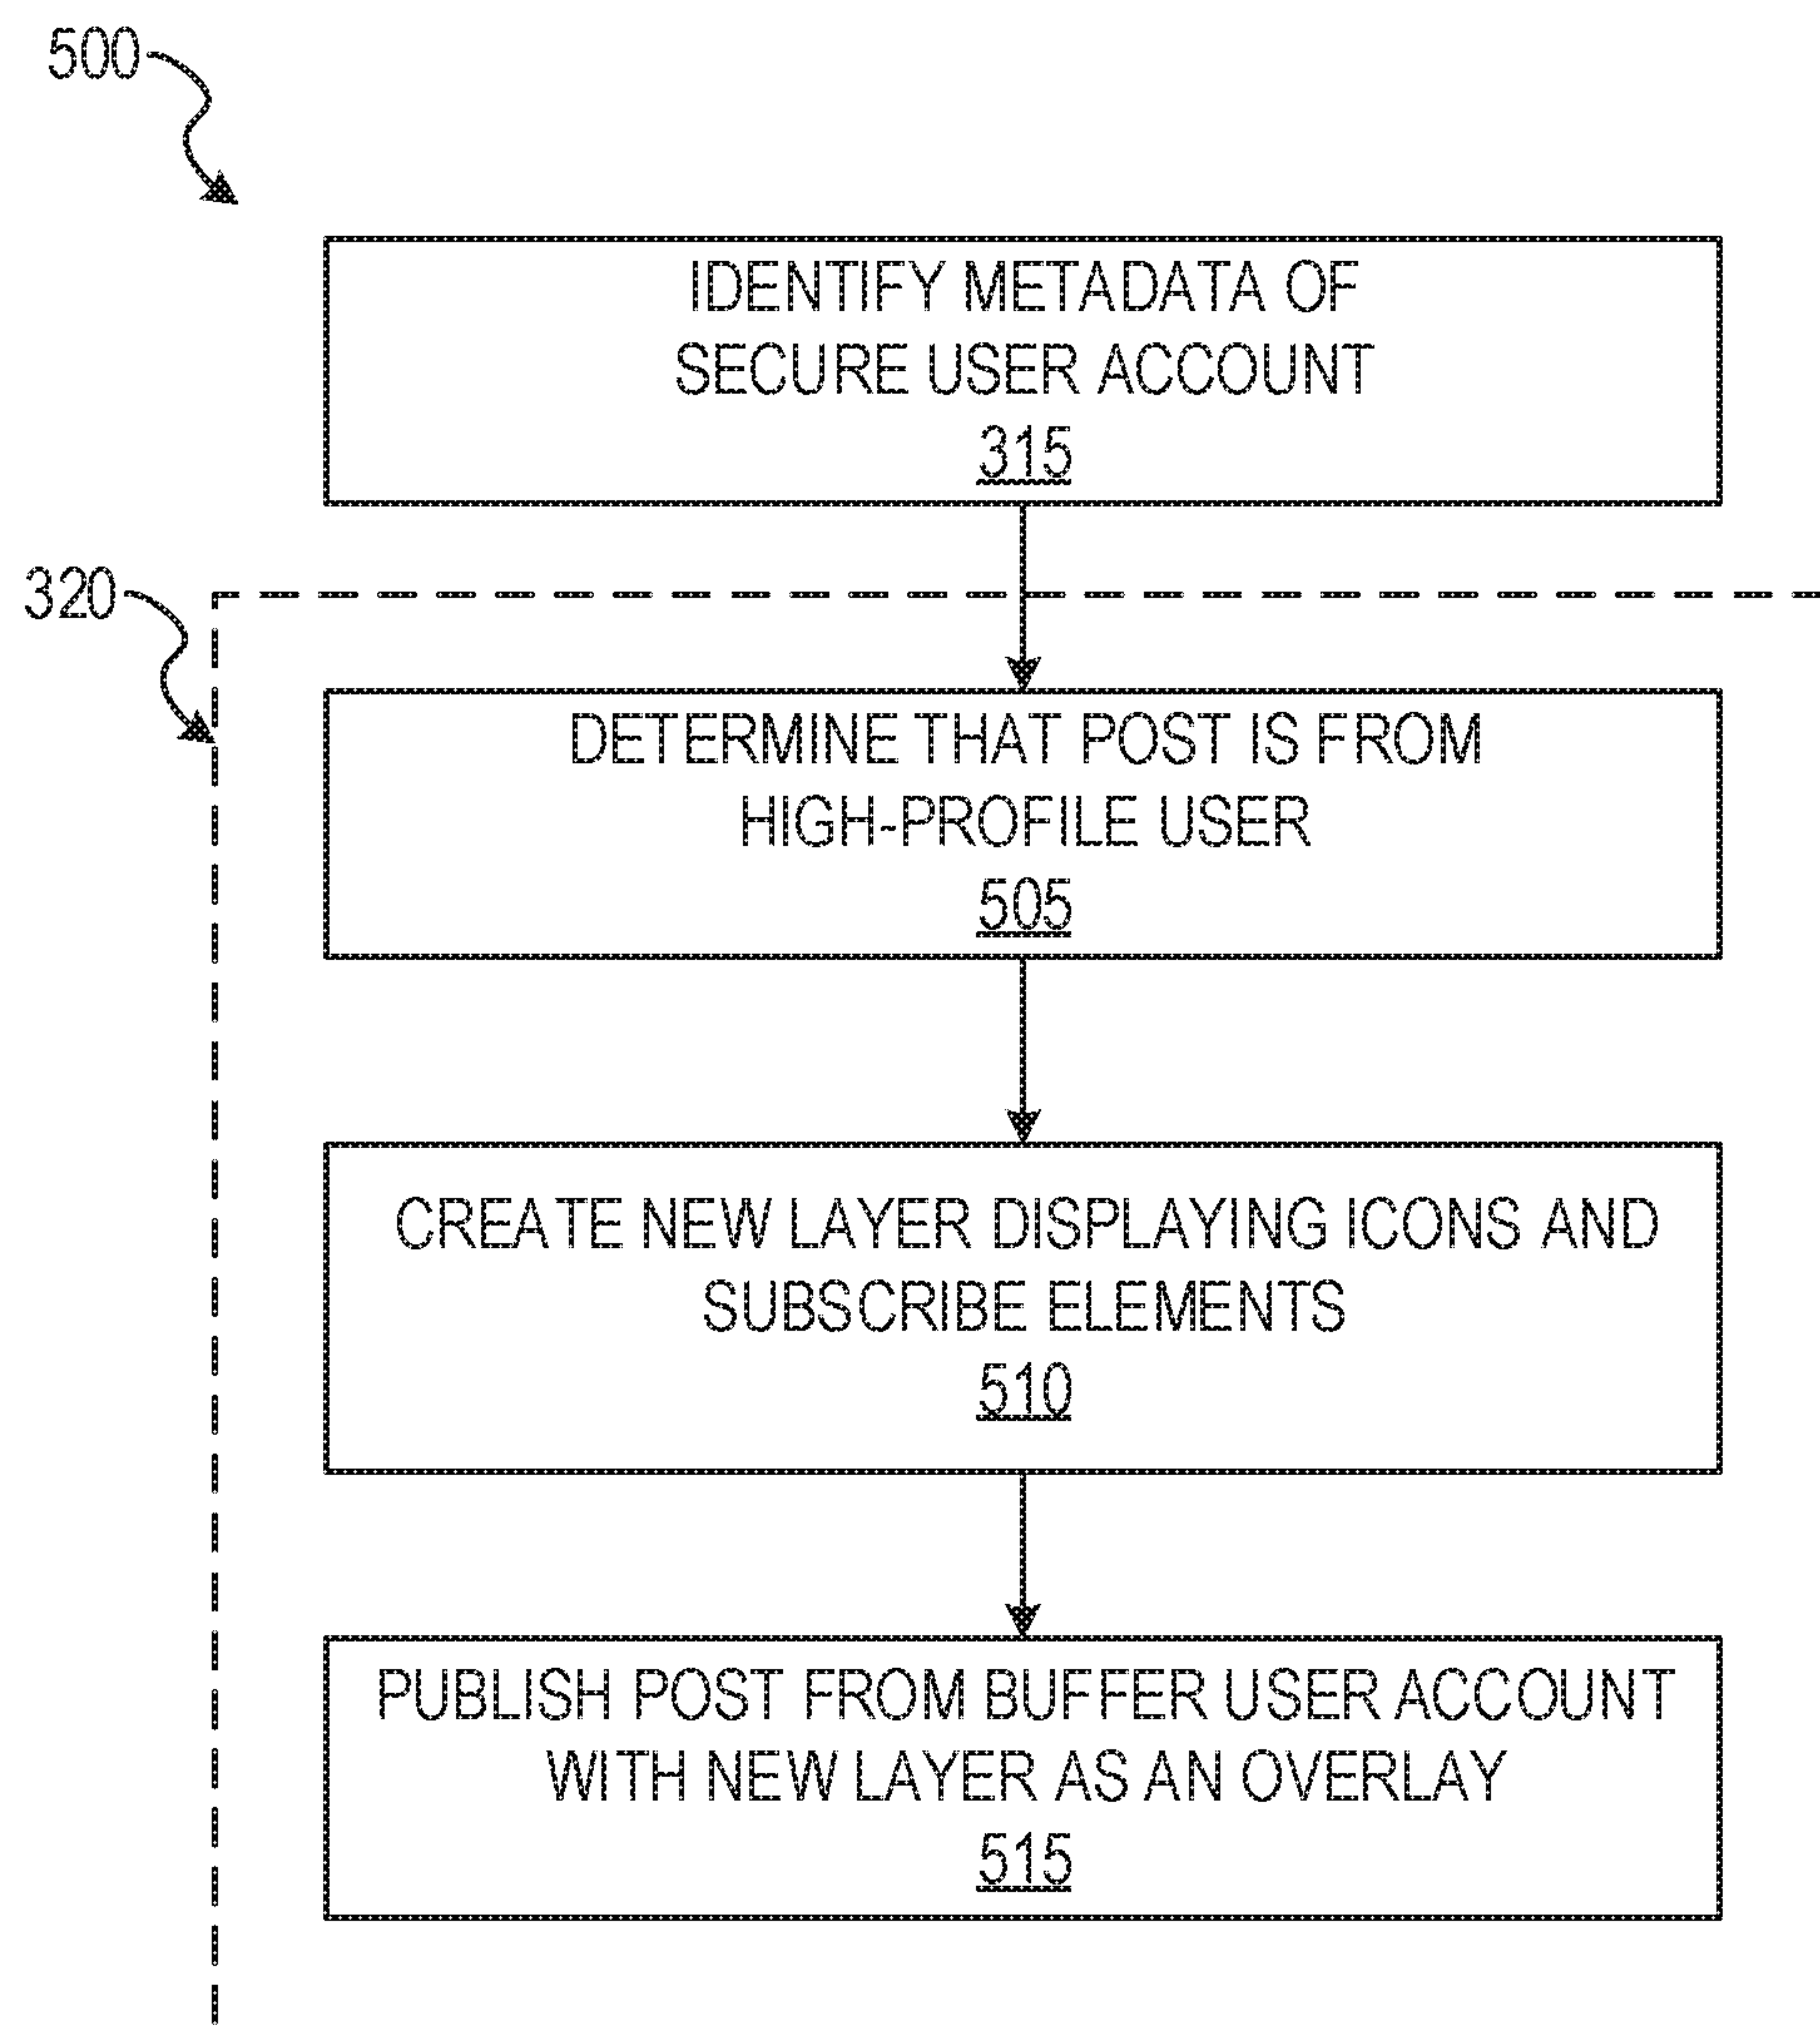 500
IDENTIFY METADATA OF
SECURE USER ACCOUNT
315
320
DETERMINE THAT POST IS FROM
HIGH-PROFILE USER
505
CREATE NEW LAYER DISPLAYING ICONS AND
SUBSCRIBE ELEMENTS
510
PUBLISH POST FROM BUFFER USER ACCOUNT
WITH NEW LAYER AS AN OVERLAY
515